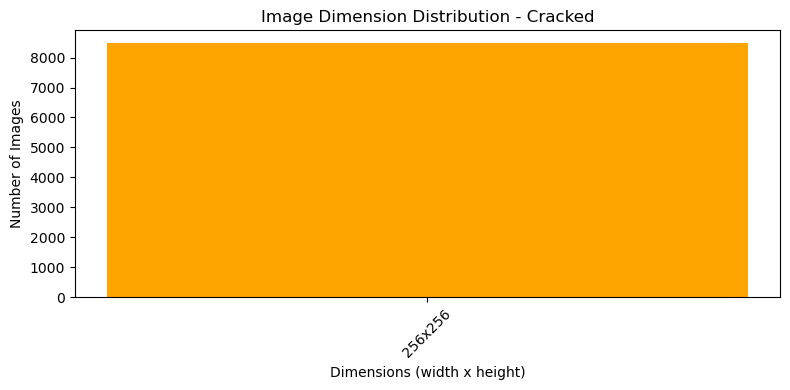 Image Dimension Distribution - Cracked
Number of Images
8000
7000
6000
5000
4000
3000
2000
1000
0
256x256
Dimensions (width x height)